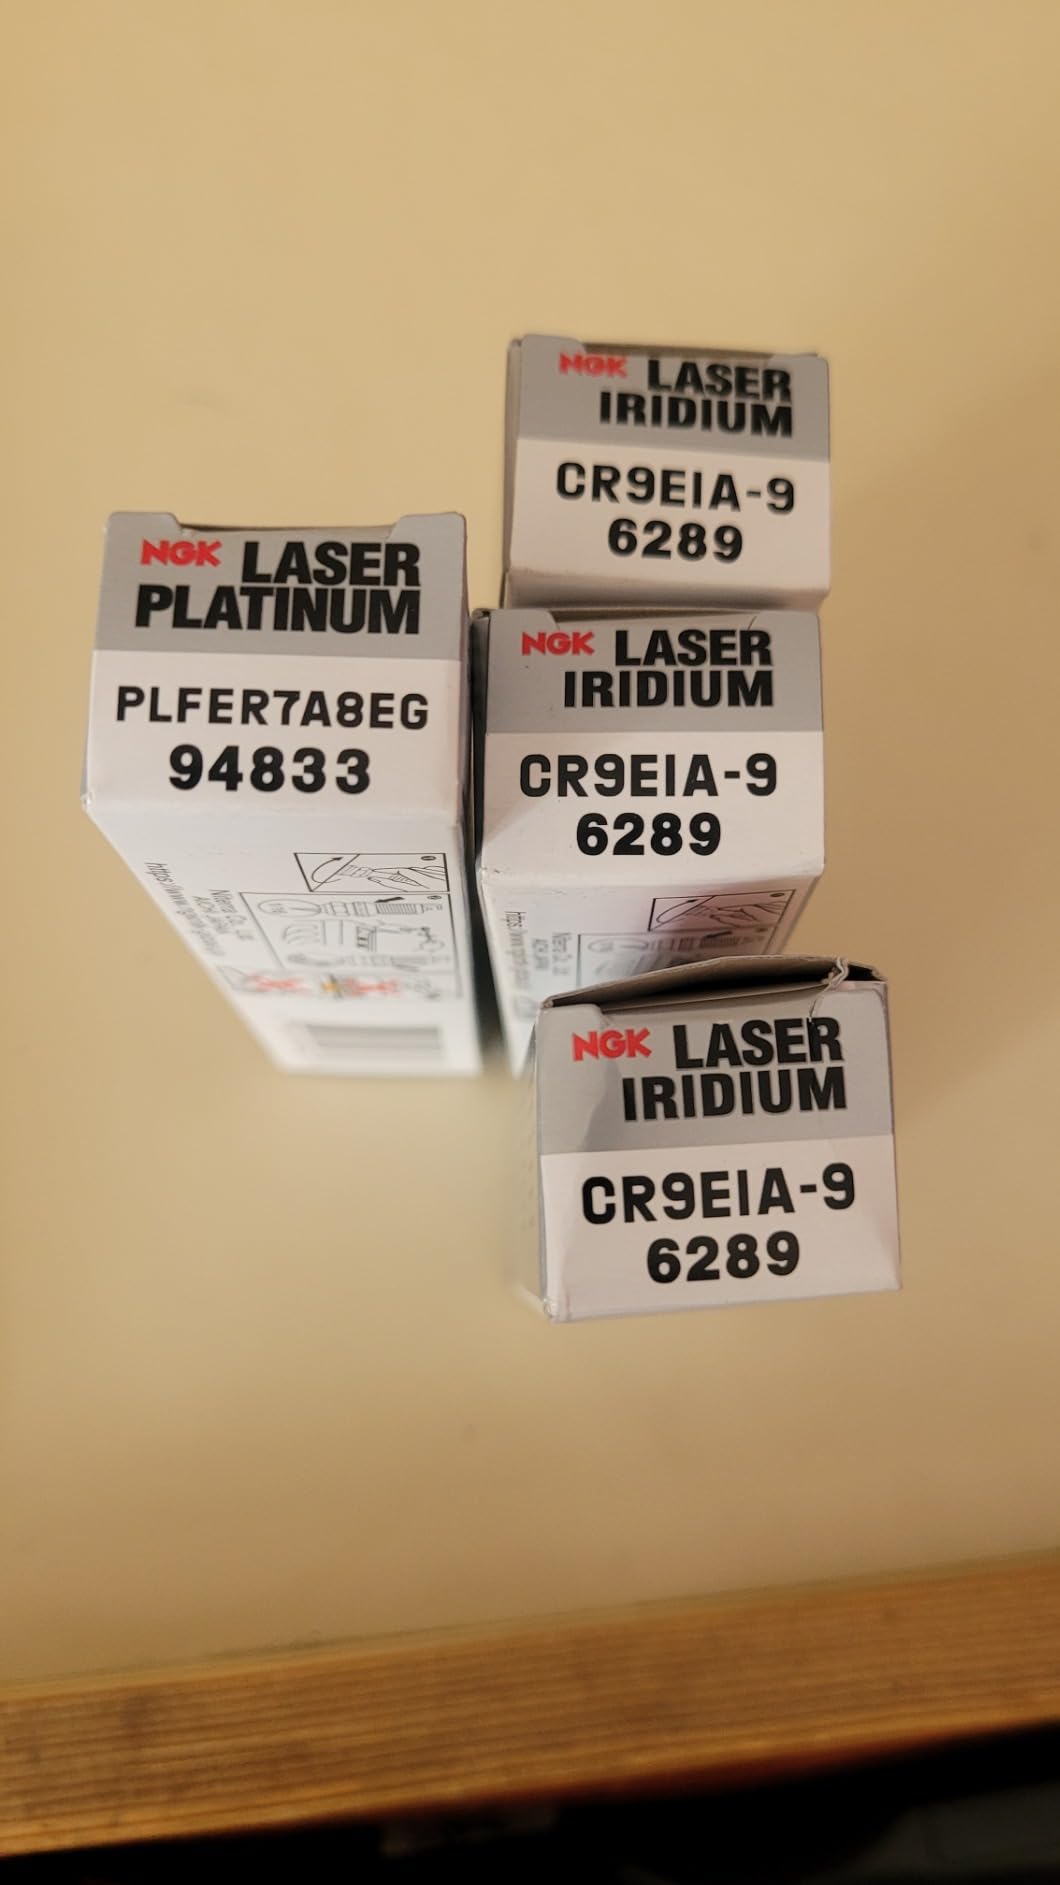 NGK LASER
IRIDIUM
CR9EIA-9
6289
NGK LASER
PLATINUM
PLFER7A8EG
94833
NGK LASER
IRIDIUM
CR9EIA-9
6289
NGK LASER
IRIDIUM
CR9EIA-9
6289